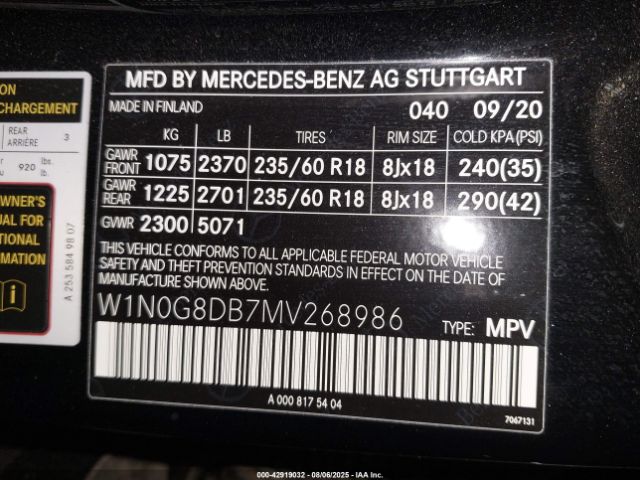 ON
CHARGEMENT
REAR
ARRIÈRE 3
920 lbs.
lb.
OWNER'S
UAL FOR
TIONAL
RMATION
A 253 584 98 07
MFD BY MERCEDES-BENZ AG STUTTGART
MADE IN FINLAND 040 09/20
KG LB TIRES RIM SIZE COLD KPA (PSI)
GAWR FRONT 1075 2370 235/60 R18 8Jx18 240(35)
GAWR REAR 1225 2701 235/60 R18 8Jx18 290(42)
GVWR 2300 5071
THIS VEHICLE CONFORMS TO ALL APPLICABLE FEDERAL MOTOR VEHICLE
SAFETY AND THEFT PREVENTION STANDARDS IN EFFECT ON THE DATE OF
MANUFACTURE SHOWN ABOVE.
W1N0G8DB7MV268986 TYPE: MPV
A 000 817 54 04
7067131
000-42919032 - 08/06/2025 - IAA Inc.